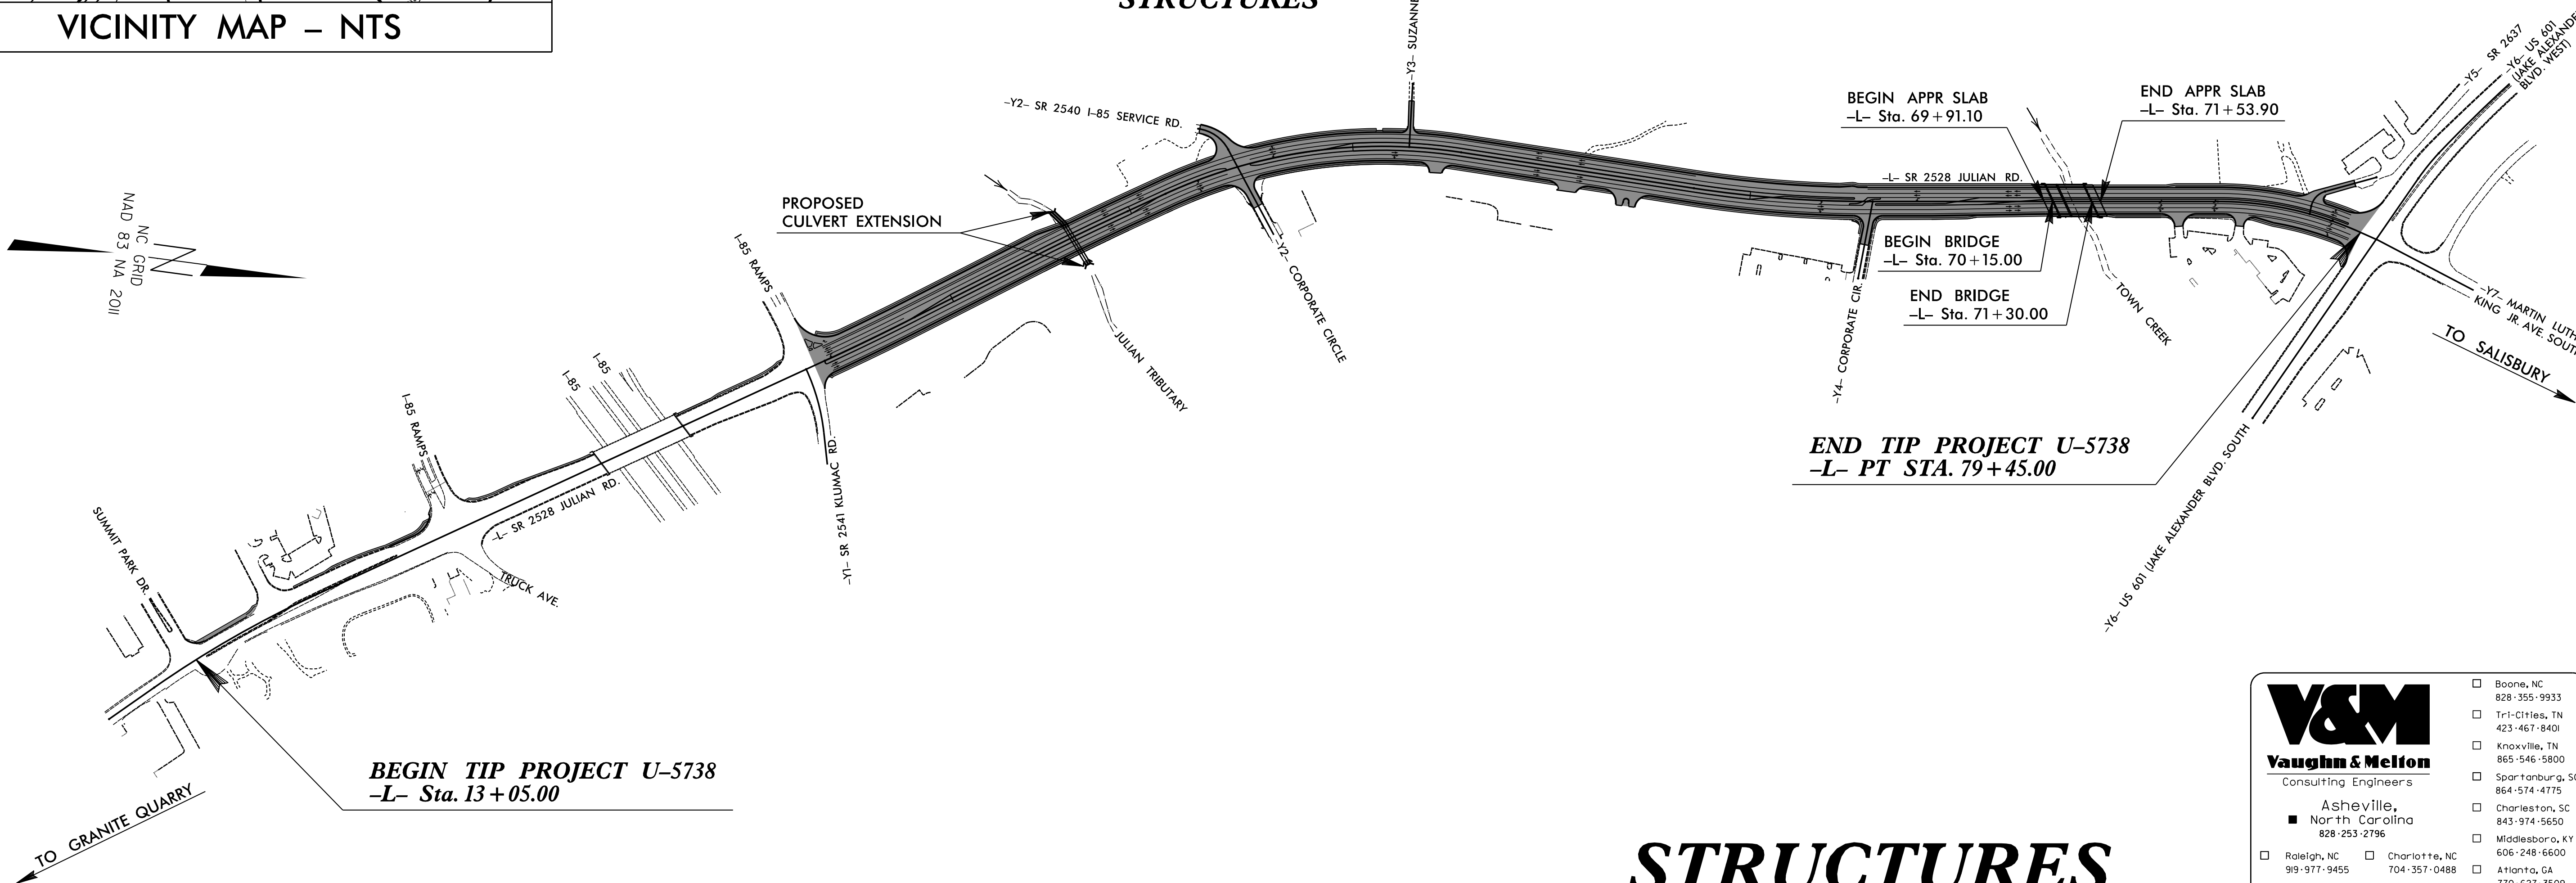 VICINITY MAP – NTS
STRUCTURES
–Y3– SUZANNE
–Y5– SR 2637
–Y6– US 601
(JAKE ALEXANDER
BLVD. WEST)
–Y2– SR 2540 I–85 SERVICE RD.
BEGIN APPR SLAB
–L– Sta. 69+91.10
END APPR SLAB
–L– Sta. 71+53.90
–L– SR 2528 JULIAN RD.
PROPOSED
CULVERT EXTENSION
NC GRID
NAD 83 NA 2011
I–85 RAMPS
–Y2– CORPORATE CIRCLE
JULIAN TRIBUTARY
BEGIN BRIDGE
–L– Sta. 70+15.00
END BRIDGE
–L– Sta. 71+30.00
–Y4– CORPORATE CIR.
TOWN CREEK
–Y7– MARTIN LUTH
KING JR. AVE. SOUT
TO SALISBURY
I–85
I–85
I–85 RAMPS
–Y1– SR 2541 KLUMAC RD.
END TIP PROJECT U–5738
–L– PT STA. 79+45.00
–L– SR 2528 JULIAN RD.
–Y6– US 601 (JAKE ALEXANDER BLVD. SOUTH
SUMMIT PARK DR.
TRUCK AVE.
BEGIN TIP PROJECT U–5738
–L– Sta. 13+05.00
TO GRANITE QUARRY
STRUCTURES
V&M
Vaughn & Melton
Consulting Engineers
Asheville,
North Carolina
828·253·2796
Raleigh, NC
919·977·9455
Charlotte, NC
704·357·0488
Boone, NC
828·355·9933
Tri-Cities, TN
423·467·8401
Knoxville, TN
865·546·5800
Spartanburg, SC
864·574·4775
Charleston, SC
843·974·5650
Middlesboro, KY
606·248·6600
Atlanta, GA